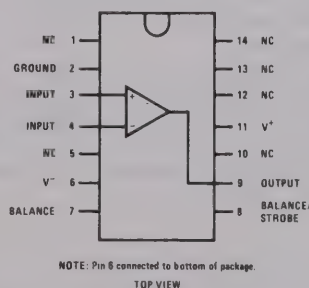 NC 1
GROUND 2
INPUT 3
INPUT 4
NC 5
V⁻ 6
BALANCE 7
14 NC
13 NC
12 NC
11 V⁺
10 NC
9 OUTPUT
8 BALANCE/
STROBE
+
-
NOTE: Pin 6 connected to bottom of package.
TOP VIEW